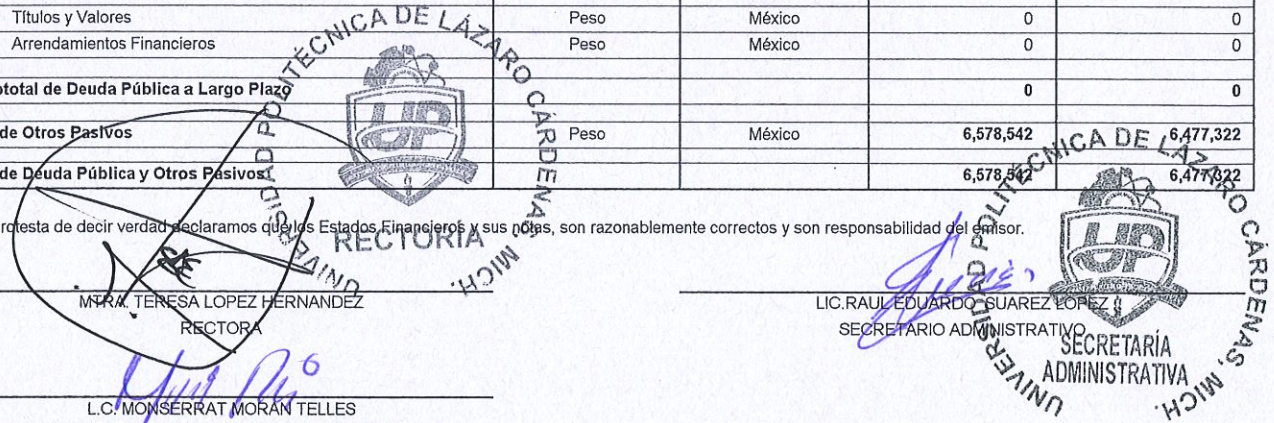 Títulos y Valores Peso México 0 0
Arrendamientos Financieros Peso México 0 0
total de Deuda Pública a Largo Plazo 0 0
de Otros Pasivos Peso México 6,578,542 6,477,322
de Deuda Pública y Otros Pasivos 6,578,542 6,477,322
rotesta de decir verdad declaramos que los Estados Financieros y sus notas, son razonablemente correctos y son responsabilidad del emisor.
UNIVERSIDAD POLITÉCNICA DE LÁZARO CÁRDENAS, MICH.
UP
RECTORÍA
MTRA. TERESA LOPEZ HERNANDEZ
RECTORA
LIC.RAUL EDUARDO SUAREZ LOPEZ
SECRETARIO ADMINISTRATIVO
UNIVERSIDAD POLITÉCNICA DE LÁZARO CÁRDENAS, MICH.
UP
SECRETARÍA
ADMINISTRATIVA
L.C. MONSERRAT MORAN TELLES